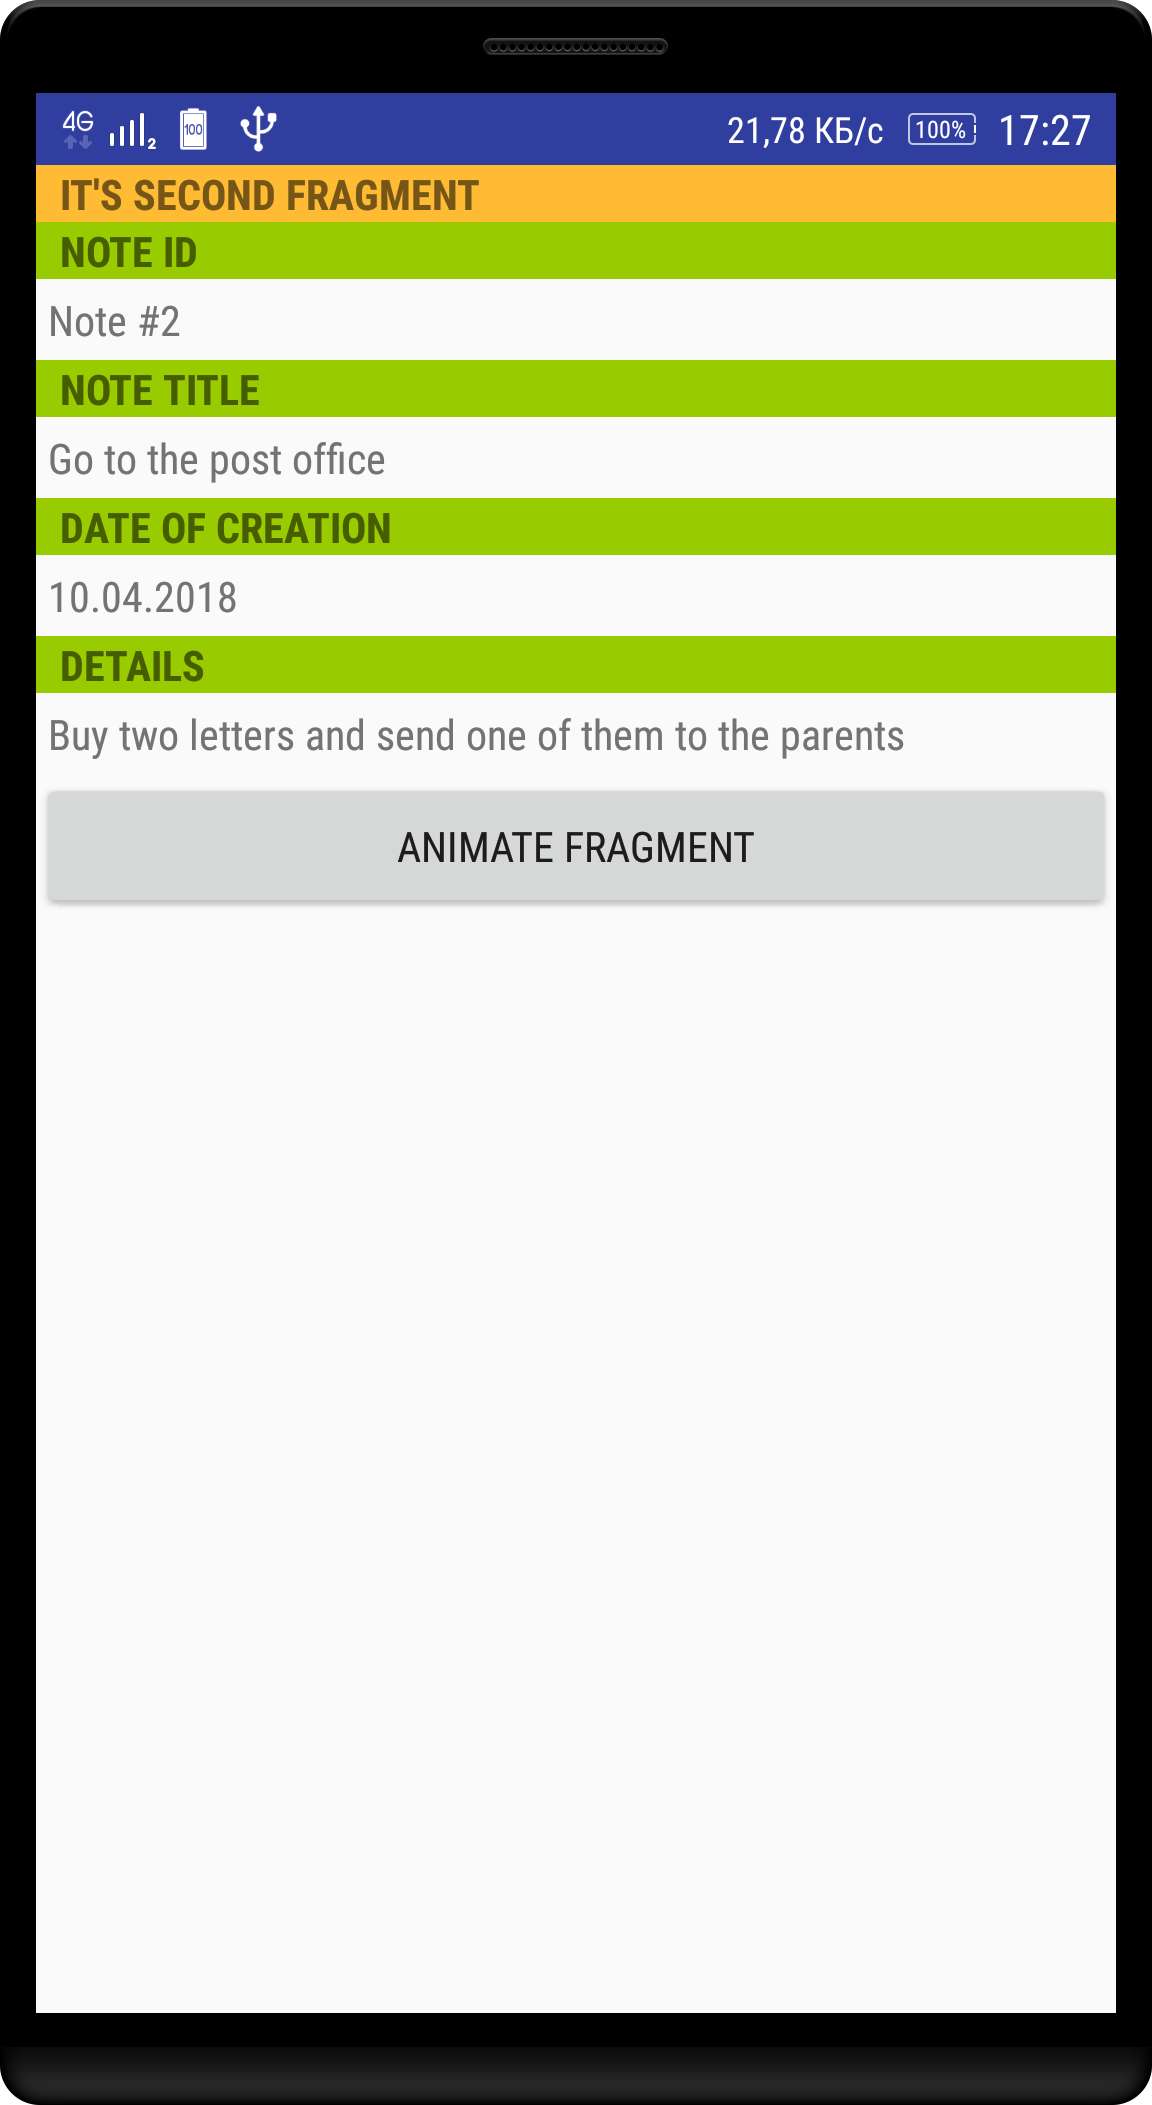 4G 2 100 21,78 КБ/с 100% 17:27
IT'S SECOND FRAGMENT
NOTE ID
Note #2
NOTE TITLE
Go to the post office
DATE OF CREATION
10.04.2018
DETAILS
Buy two letters and send one of them to the parents
ANIMATE FRAGMENT